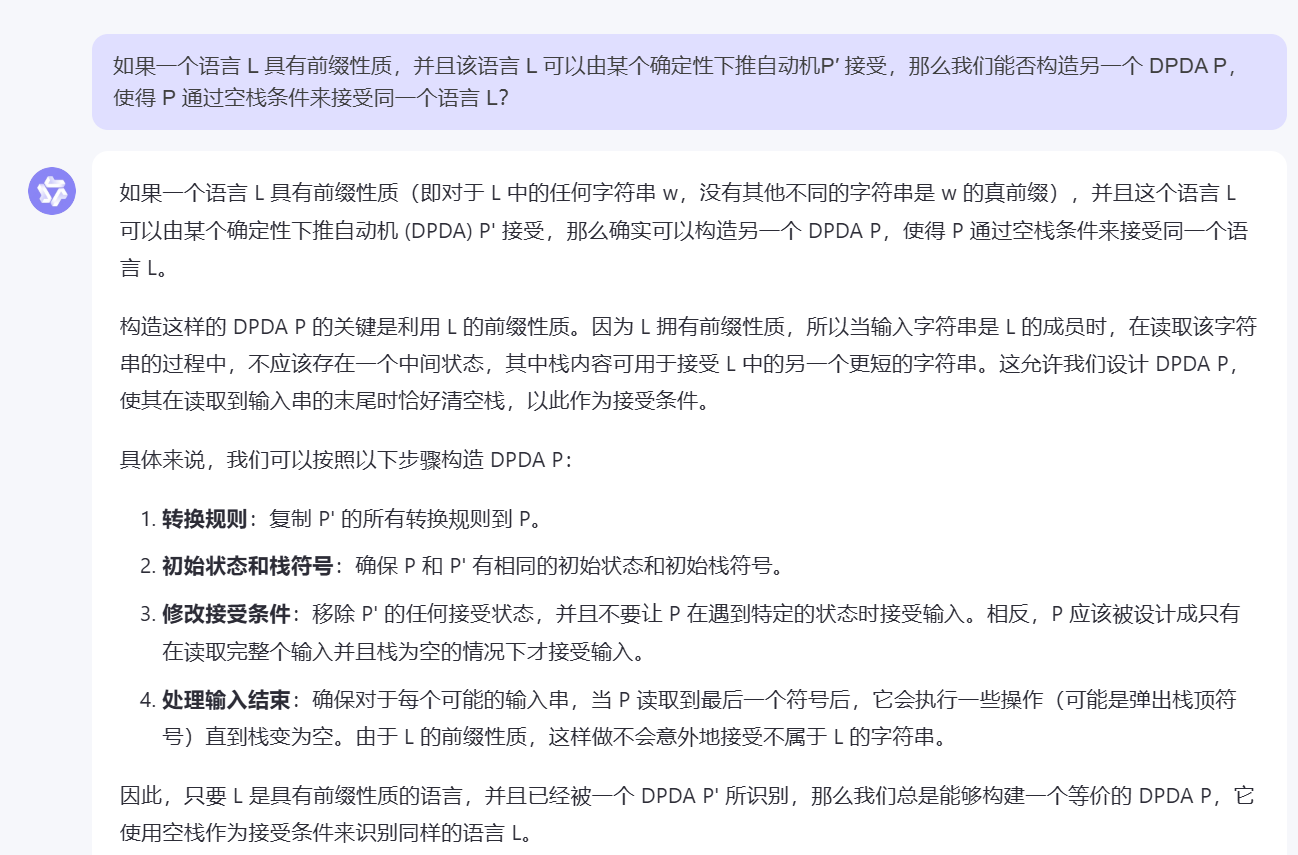 如果一个语言 L 具有前缀性质，并且该语言 L 可以由某个确定性下推自动机P’ 接受，那么我们能否构造另一个 DPDA P，
使得 P 通过空栈条件来接受同一个语言 L？
如果一个语言 L 具有前缀性质（即对于 L 中的任何字符串 w，没有其他不同的字符串是 w 的真前缀），并且这个语言 L
可以由某个确定性下推自动机 (DPDA) P' 接受，那么确实可以构造另一个 DPDA P，使得 P 通过空栈条件来接受同一个语
言 L。
构造这样的 DPDA P 的关键是利用 L 的前缀性质。因为 L 拥有前缀性质，所以当输入字符串是 L 的成员时，在读取该字符
串的过程中，不应该存在一个中间状态，其中栈内容可用于接受 L 中的另一个更短的字符串。这允许我们设计 DPDA P，
使其在读取到输入串的末尾时恰好清空栈，以此作为接受条件。
具体来说，我们可以按照以下步骤构造 DPDA P：
1. 转换规则：复制 P' 的所有转换规则到 P。
2. 初始状态和栈符号：确保 P 和 P' 有相同的初始状态和初始栈符号。
3. 修改接受条件：移除 P' 的任何接受状态，并且不要让 P 在遇到特定的状态时接受输入。相反，P 应该被设计成只有
在读取完整个输入并且栈为空的情况下才接受输入。
4. 处理输入结束：确保对于每个可能的输入串，当 P 读取到最后一个符号后，它会执行一些操作（可能是弹出栈顶符
号）直到栈变为空。由于 L 的前缀性质，这样做不会意外地接受不属于 L 的字符串。
因此，只要 L 是具有前缀性质的语言，并且已经被一个 DPDA P' 所识别，那么我们总是能够构建一个等价的 DPDA P，它
使用空栈作为接受条件来识别同样的语言 L。